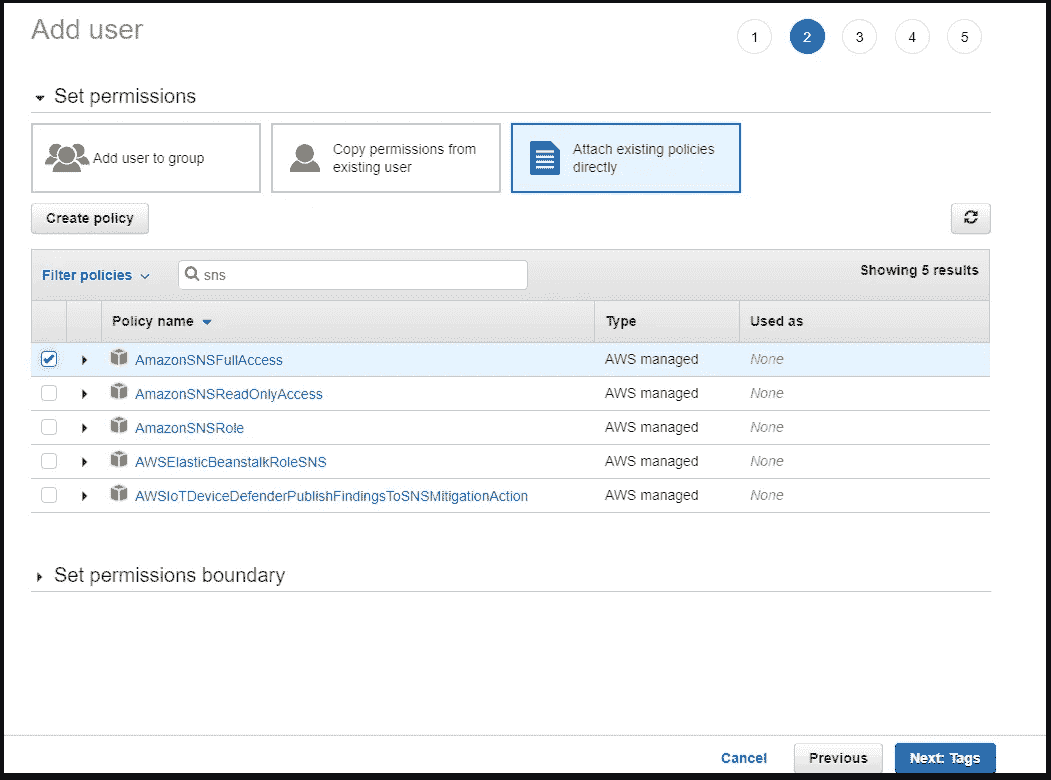 Add user
1 2 3 4 5
Set permissions
Add user to group
Copy permissions from
existing user
Attach existing policies
directly
Create policy
Filter policies
sns
Showing 5 results
Policy name Type Used as
AmazonSNSFullAccess AWS managed None
AmazonSNSReadOnlyAccess AWS managed None
AmazonSNSRole AWS managed None
AWSElasticBeanstalkRoleSNS AWS managed None
AWSIoTDeviceDefenderPublishFindingsToSNSMitigationAction AWS managed None
Set permissions boundary
Cancel Previous Next: Tags